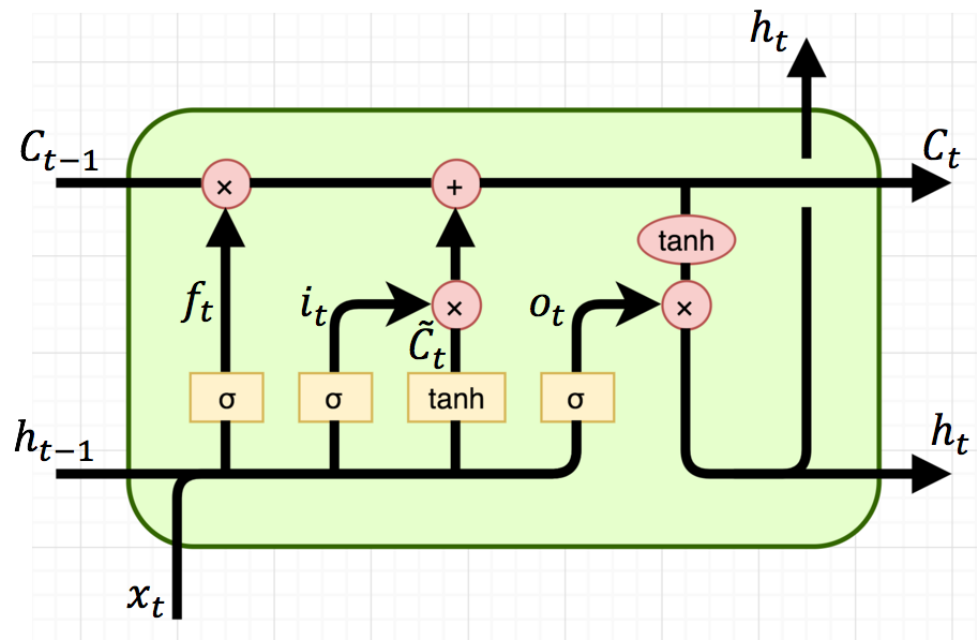 h_t
C_{t-1}
C_t
×
+
tanh
f_t
i_t
×
o_t
×
C̃_t
σ
σ
tanh
σ
h_{t-1}
h_t
x_t